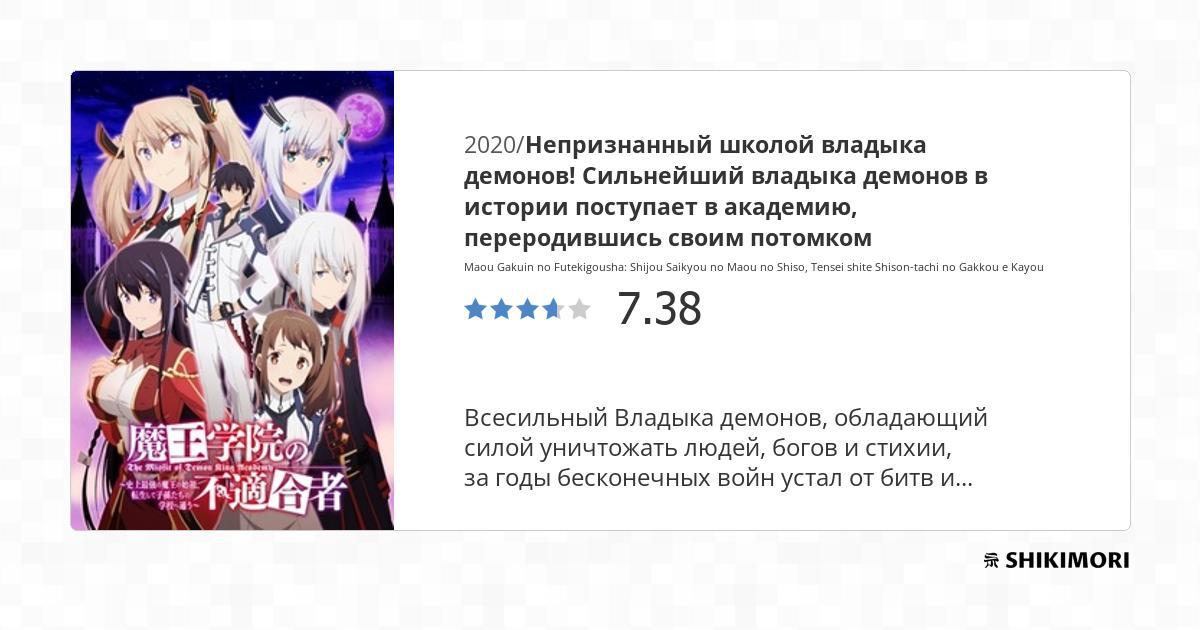 2020/Непризнанный школой владыка
демонов! Сильнейший владыка демонов в
истории поступает в академию,
переродившись своим потомком
Maou Gakuin no Futekigousha: Shijou Saikyou no Maou no Shiso, Tensei shite Shison-tachi no Gakkou e Kayou
7.38
Всесильный Владыка демонов, обладающий
силой уничтожать людей, богов и стихии,
за годы бесконечных войн устал от битв и...
魔王学院の
The Misfit of Demon King Academy
不適合者
~史上最強の魔王の始祖、
転生して子孫たちの
学校へ通う~
SHIKIMORI